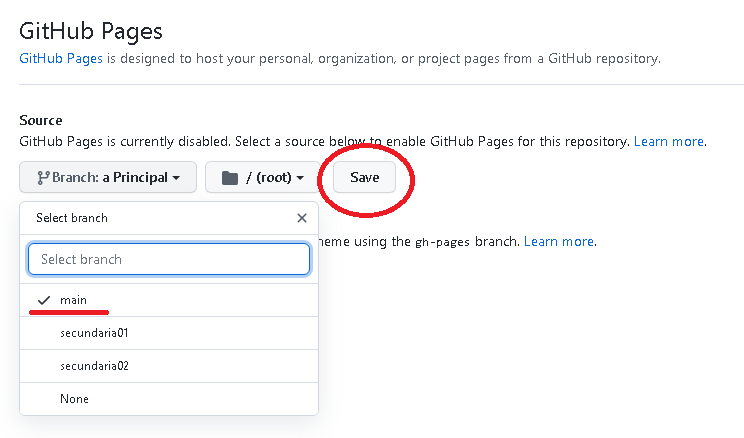 GitHub Pages
GitHub Pages is designed to host your personal, organization, or project pages from a GitHub repository.
Source
GitHub Pages is currently disabled. Select a source below to enable GitHub Pages for this repository. Learn more.
Branch: a Principal / (root) Save
Select branch
heme using the gh-pages branch. Learn more.
Select branch
main
secundaria01
secundaria02
None